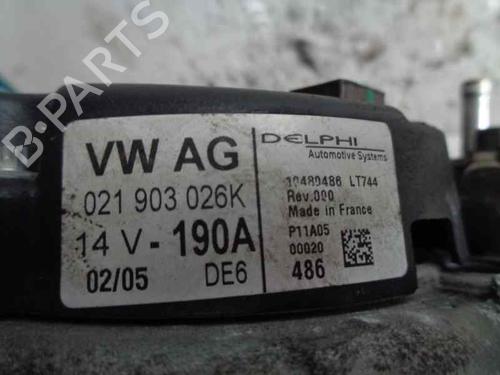 VW AG
021 903 026K
14 V - 190A
02/05 DE6
DELPHI
Automotive Systems
10480486 LT744
Rev.000
Made in France
P11A05
00020
486
B-PARTS